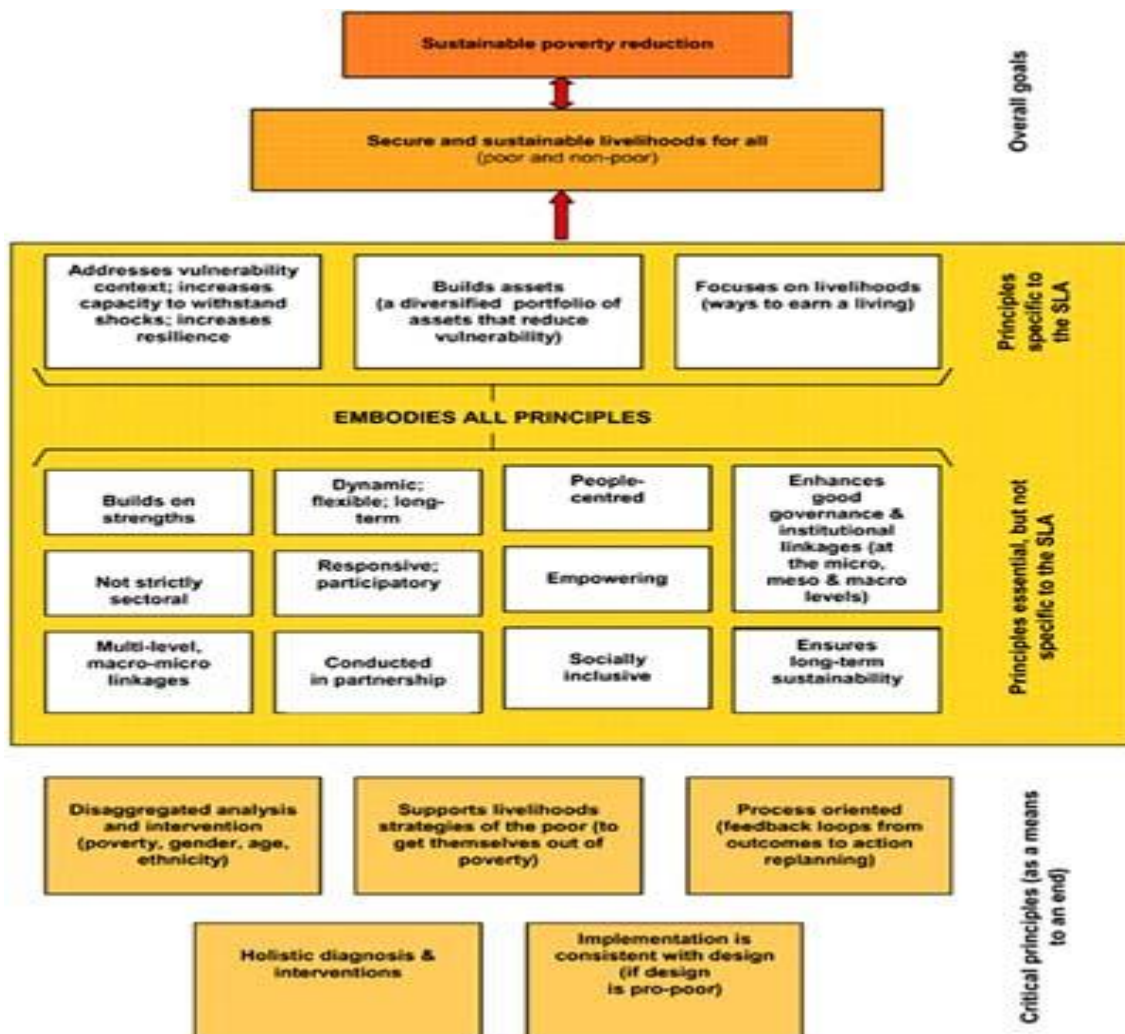 Sustainable poverty reduction
Secure and sustainable livelihoods for all
(poor and non-poor)
Overall goals
Addresses vulnerability
context; increases
capacity to withstand
shocks; increases
resilience
Builds assets
(a diversified portfolio of
assets that reduce
vulnerability)
Focuses on livelihoods
(ways to earn a living)
Principles
specific to
the SLA
EMBODIES ALL PRINCIPLES
Builds on
strengths
Dynamic;
flexible; long-
term
People-
centred
Enhances
good
governance &
institutional
linkages (at
the micro,
meso & macro
levels)
Not strictly
sectoral
Responsive;
participatory
Empowering
Multi-level,
macro-micro
linkages
Conducted
in partnership
Socially
inclusive
Ensures
long-term
sustainability
Principles essential, but not
specific to the SLA
Disaggregated analysis
and intervention
(poverty, gender, age,
ethnicity)
Supports livelihoods
strategies of the poor (to
get themselves out of
poverty)
Process oriented
(feedback loops from
outcomes to action
replanning)
Holistic diagnosis &
interventions
Implementation is
consistent with design
(if design
is pro-poor)
Critical principles (as a means
to an end)